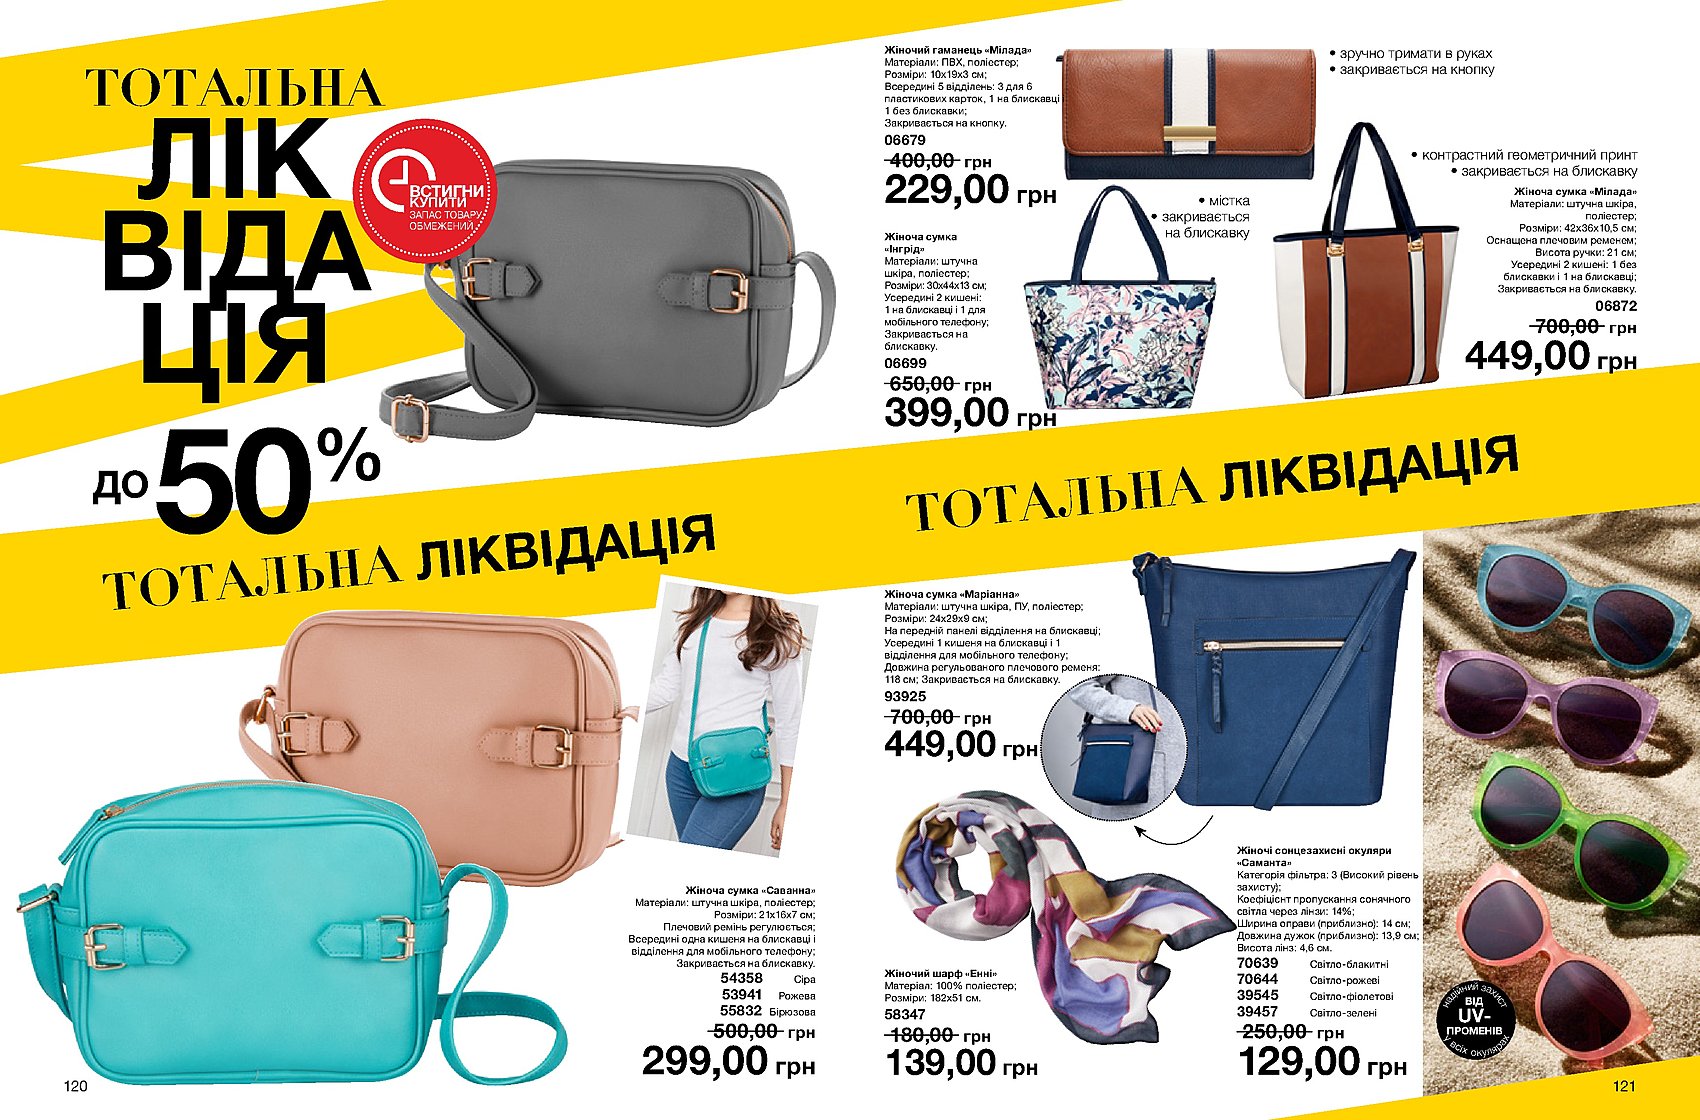 ТОТАЛЬНА
ЛІК
ВІДА
ЦІЯ
до 50%
ВСТИГНИ
КУПИТИ
ЗАПАС ТОВАРУ
ОБМЕЖЕНИЙ
ТОТАЛЬНА ЛІКВІДАЦІЯ
Жіноча сумка «Саванна»
Матеріали: штучна шкіра, поліестер;
Розміри: 21х16х7 см;
Плечовий ремінь регулюється;
Всередині одна кишеня на блискавці і
відділення для мобільного телефону;
Закривається на блискавку.
54358 Сіра
53941 Рожева
55832 Бірюзова
500,00 грн
299,00 грн
120
Жіночий гаманець «Мілада»
Матеріали: ПВХ, поліестер;
Розміри: 10х19х3 см;
Всередині 5 відділень: 3 для 6
пластикових карток, 1 на блискавці
1 без блискавки;
Закривається на кнопку.
06679
400,00 грн
229,00 грн
• зручно тримати в руках
• закривається на кнопку
Жіноча сумка
«Інгрід»
Матеріали: штучна
шкіра, поліестер;
Розміри: 30х44х13 см;
Усередині 2 кишені:
1 на блискавці і 1 для
мобільного телефону;
Закривається на
блискавку.
06699
650,00 грн
399,00 грн
• містка
• закривається
на блискавку
• контрастний геометричний принт
• закривається на блискавку
Жіноча сумка «Мілада»
Матеріали: штучна шкіра,
поліестер;
Розміри: 42х36х10,5 см;
Оснащена плечовим ременем;
Висота ручки: 21 см;
Усередині 2 кишені: 1 без
блискавки і 1 на блискавці;
Закривається на блискавку.
06872
700,00 грн
449,00 грн
ТОТАЛЬНА ЛІКВІДАЦІЯ
Жіноча сумка «Маріанна»
Матеріали: штучна шкіра, ПУ, поліестер;
Розміри: 24х29х9 см;
На передній панелі відділення на блискавці;
Усередині 1 кишеня на блискавці і 1
відділення для мобільного телефону;
Довжина регульованого плечового ременя:
118 см; Закривається на блискавку.
93925
700,00 грн
449,00 грн
Жіночий шарф «Енні»
Матеріал: 100% поліестер;
Розміри: 182х51 см.
58347
180,00 грн
139,00 грн
Жіночі сонцезахисні окуляри
«Саманта»
Категорія фільтра: 3 (Високий рівень
захисту);
Коефіцієнт пропускання сонячного
світла через лінзи: 14%;
Ширина оправи (приблизно): 14 см;
Довжина дужок (приблизно): 13,9 см;
Висота лінз: 4,6 см.
70639 Світло-блакитні
70644 Світло-рожеві
39545 Світло-фіолетові
39457 Світло-зелені
250,00 грн
129,00 грн
надійний захист
ВІД
UV-
ПРОМЕНІВ
у всіх окулярах
121